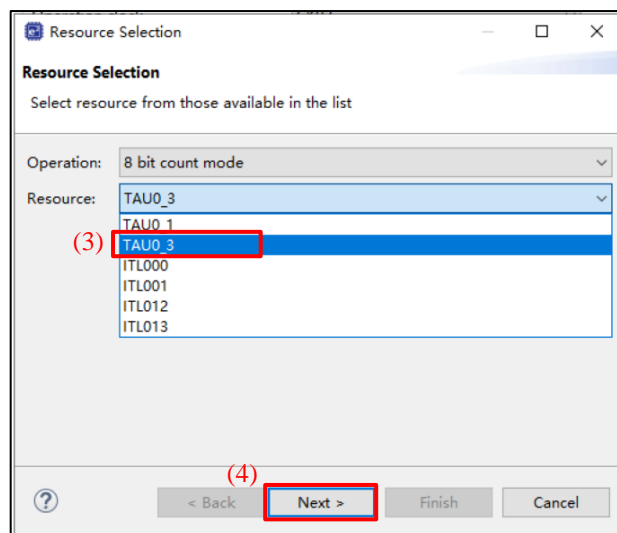 Resource Selection
Resource Selection
Select resource from those available in the list
Operation: 8 bit count mode
Resource: TAU0_3
TAU0_1
(3) TAU0_3
ITL000
ITL001
ITL012
ITL013
(4)
? < Back Next > Finish Cancel